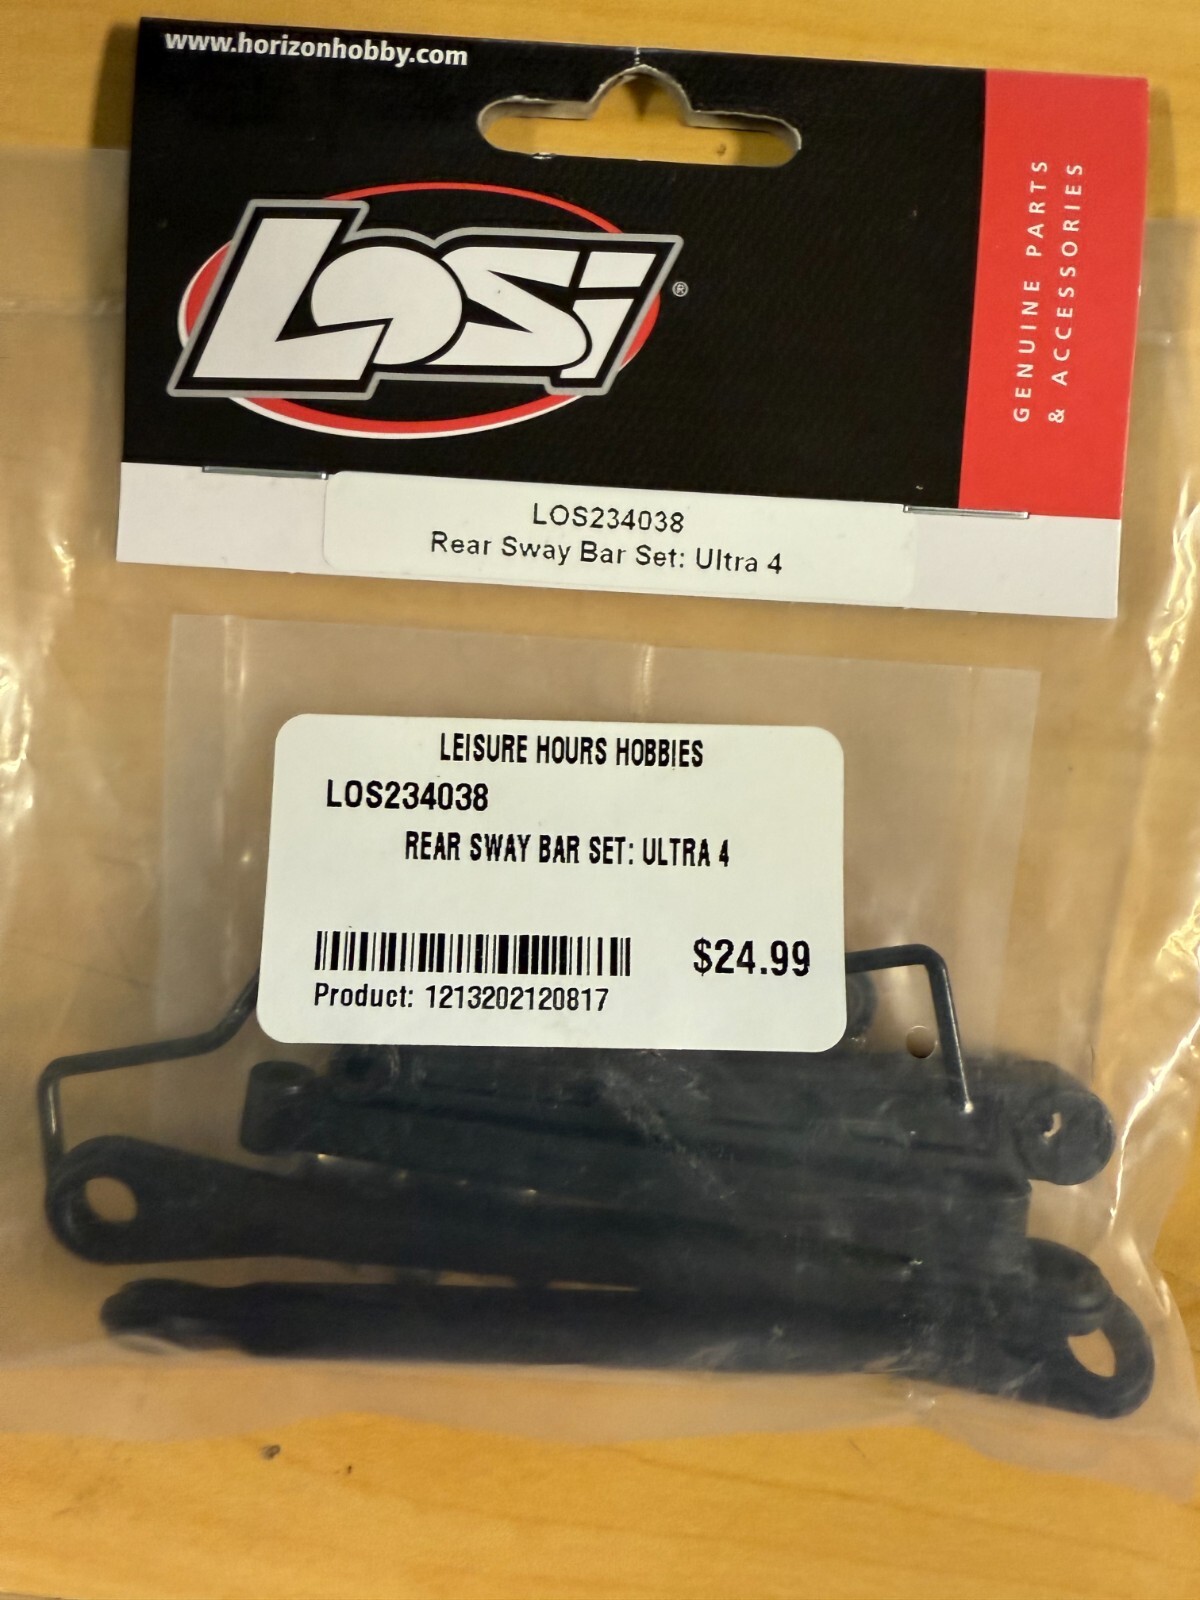 www.horizonhobby.com
LOSI®
GENUINE PARTS
& ACCESSORIES
LOS234038
Rear Sway Bar Set: Ultra 4
LEISURE HOURS HOBBIES
LOS234038
REAR SWAY BAR SET: ULTRA 4
$24.99
Product: 1213202120817